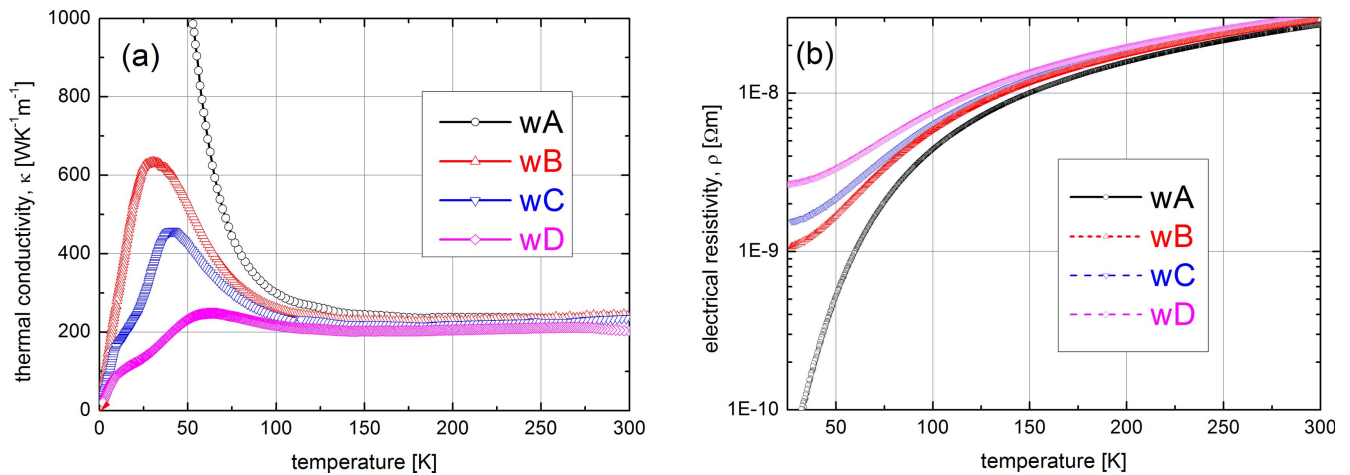 (a)
thermal conductivity, κ [WK⁻¹m⁻¹]
1000
800
600
400
200
0
wA
wB
wC
wD
0 50 100 150 200 250 300
temperature [K]
(b)
electrical resistivity, ρ [Ωm]
1E-8
1E-9
1E-10
wA
wB
wC
wD
50 100 150 200 250 300
temperature [K]